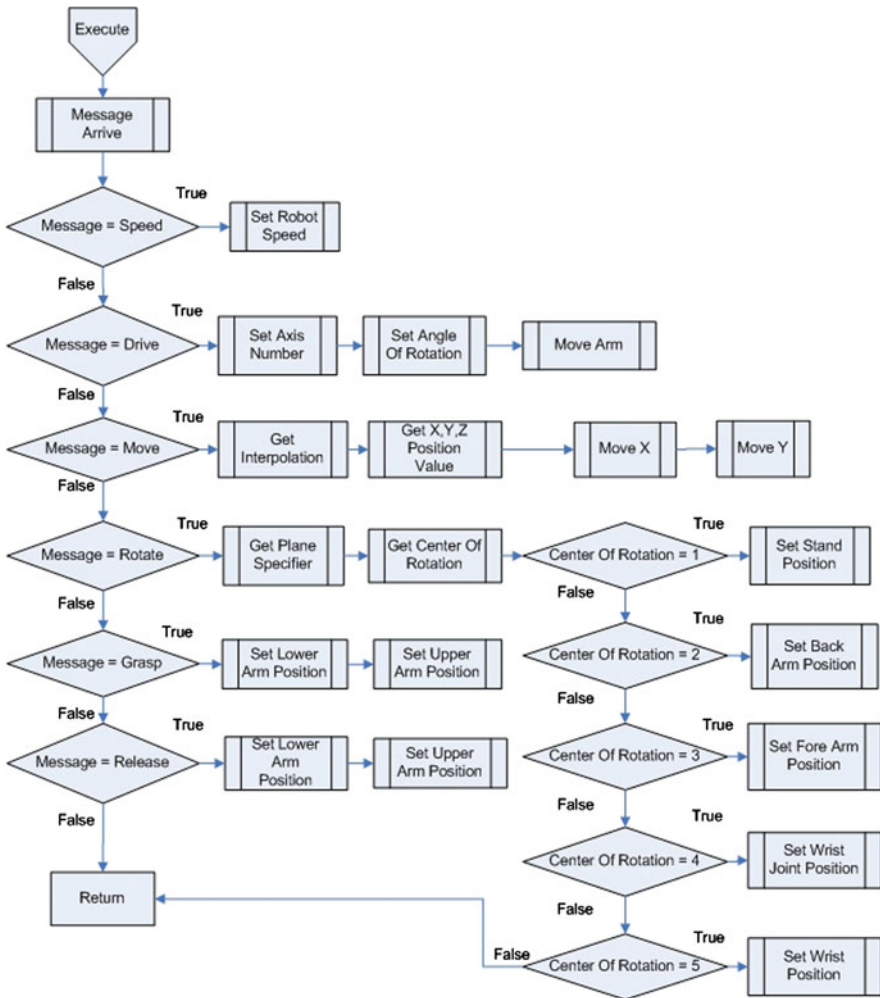 Execute
Message
Arrive
True
Message = Speed
Set Robot
Speed
False
True
Message = Drive
Set Axis
Number
Set Angle
Of Rotation
Move Arm
False
True
Message = Move
Get
Interpolation
Get X,Y,Z
Position
Value
Move X
Move Y
False
True
Message = Rotate
Get Plane
Specifier
Get Center Of
Rotation
True
Center Of Rotation = 1
Set Stand
Position
False
True
Center Of Rotation = 2
Set Back
Arm Position
False
True
Center Of Rotation = 3
Set Fore Arm
Position
False
True
Center Of Rotation = 4
Set Wrist
Joint Position
False
True
Center Of Rotation = 5
Set Wrist
Position
False
False
True
Message = Grasp
Set Lower
Arm Position
Set Upper
Arm Position
False
True
Message = Release
Set Lower
Arm
Position
Set Upper
Arm Position
False
Return